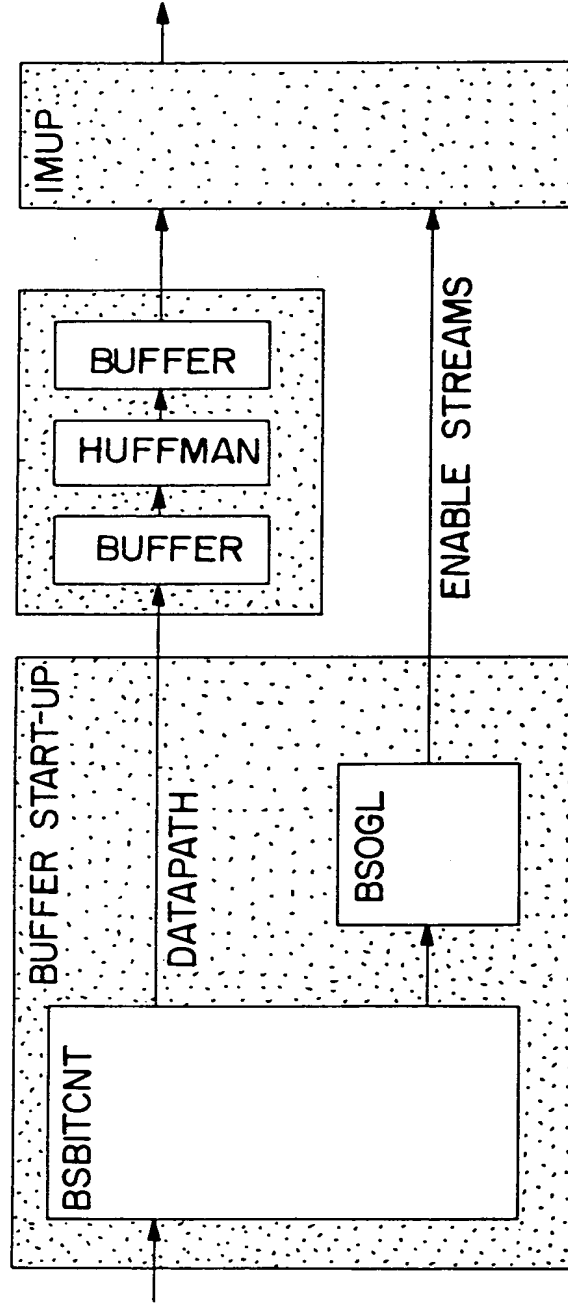 BUFFER START-UP
BSBITCNT
DATAPATH
BSOGL
BUFFER
HUFFMAN
BUFFER
ENABLE STREAMS
IMUP